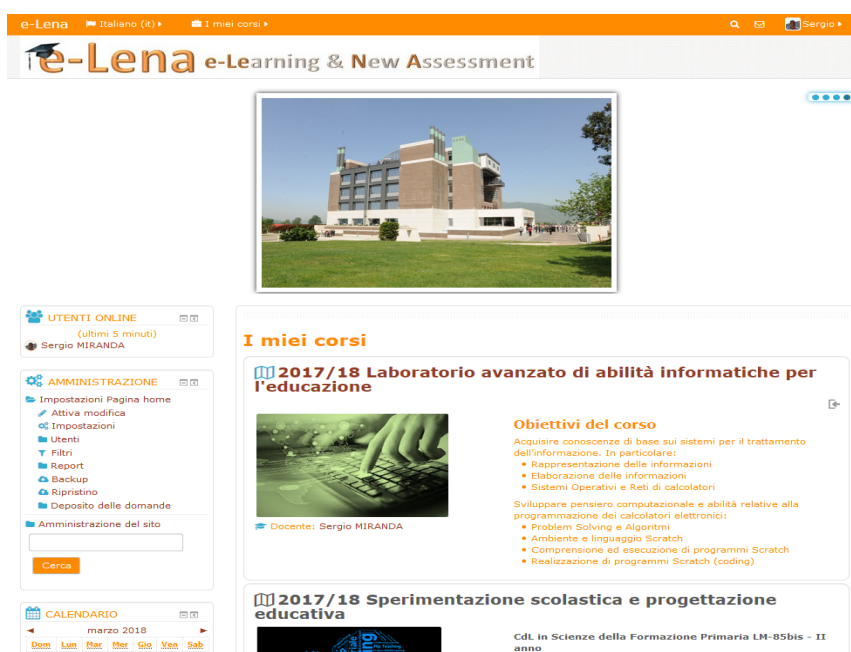 e-Lena Italiano (it) I miei corsi Sergio
e-Lena e-Learning & New Assessment
UTENTI ONLINE
(ultimi 5 minuti)
Sergio MIRANDA
AMMINISTRAZIONE
Impostazioni Pagina home
Attiva modifica
Impostazioni
Utenti
Filtri
Report
Backup
Ripristino
Deposito delle domande
Amministrazione del sito
Cerca
CALENDARIO
marzo 2018
Dom Lun Mar Mer Gio Ven Sab
I miei corsi
2017/18 Laboratorio avanzato di abilità informatiche per
l'educazione
Docente: Sergio MIRANDA
Obiettivi del corso
Acquisire conoscenze di base sui sistemi per il trattamento
dell'informazione. In particolare:
• Rappresentazione delle informazioni
• Elaborazione delle informazioni
• Sistemi Operativi e Reti di calcolatori
Sviluppare pensiero computazionale e abilità relative alla
programmazione dei calcolatori elettronici:
• Problem Solving e Algoritmi
• Ambiente e linguaggio Scratch
• Comprensione ed esecuzione di programmi Scratch
• Realizzazione di programmi Scratch (coding)
2017/18 Sperimentazione scolastica e progettazione
educativa
CdL in Scienze della Formazione Primaria LM-85bis - II
anno